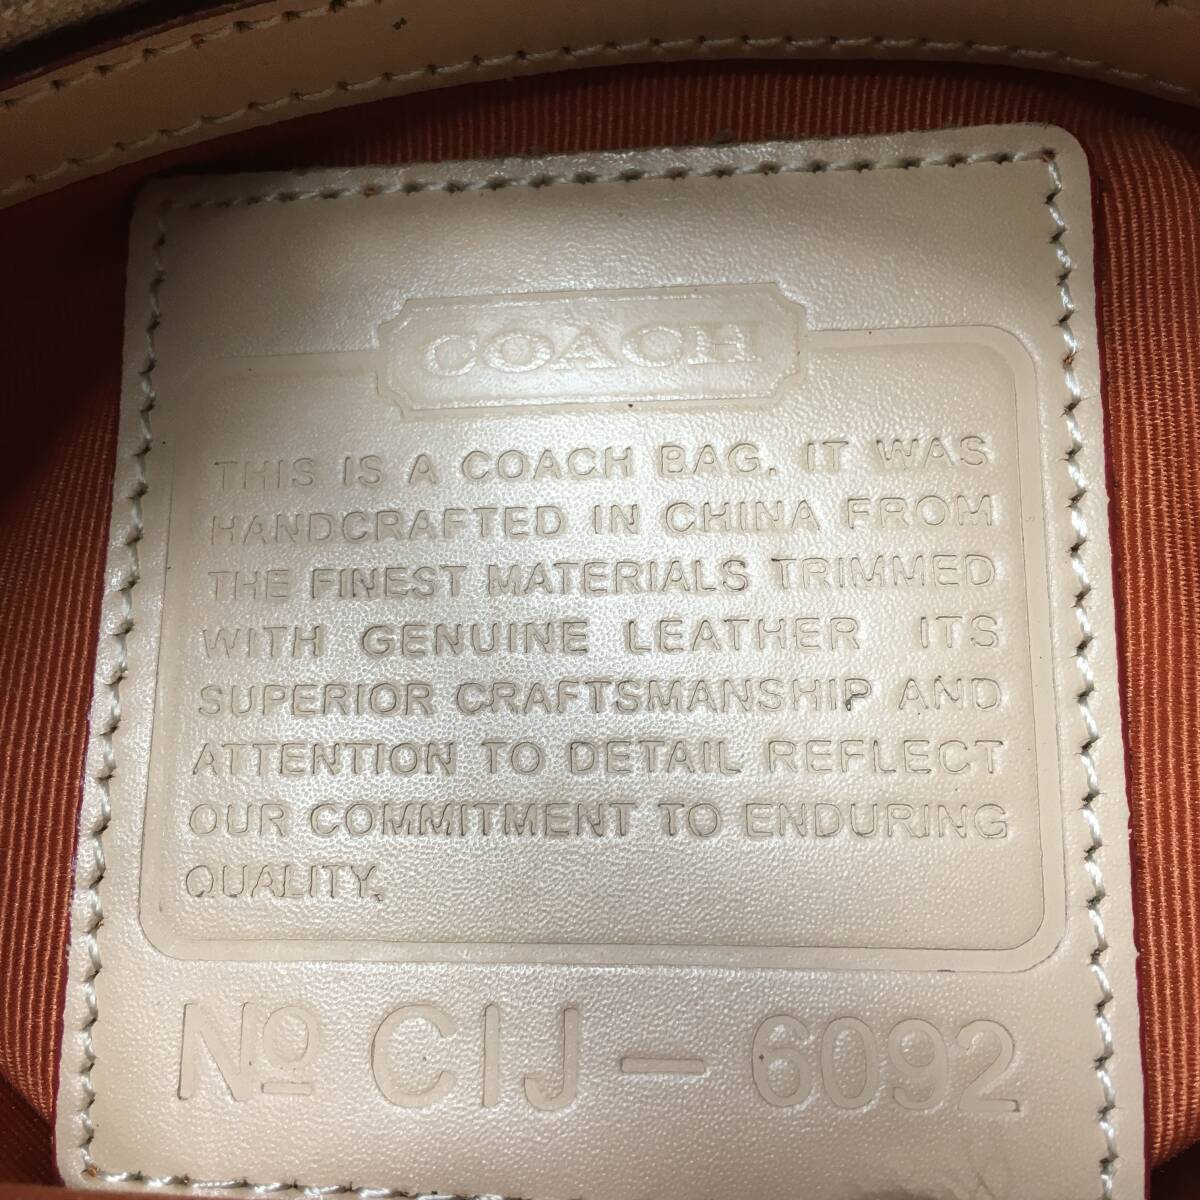 COACH
THIS IS A COACH BAG. IT WAS
HANDCRAFTED IN CHINA FROM
THE FINEST MATERIALS TRIMMED
WITH GENUINE LEATHER ITS
SUPERIOR CRAFTSMANSHIP AND
ATTENTION TO DETAIL REFLECT
OUR COMMITMENT TO ENDURING
QUALITY.
Nº C1J-6092